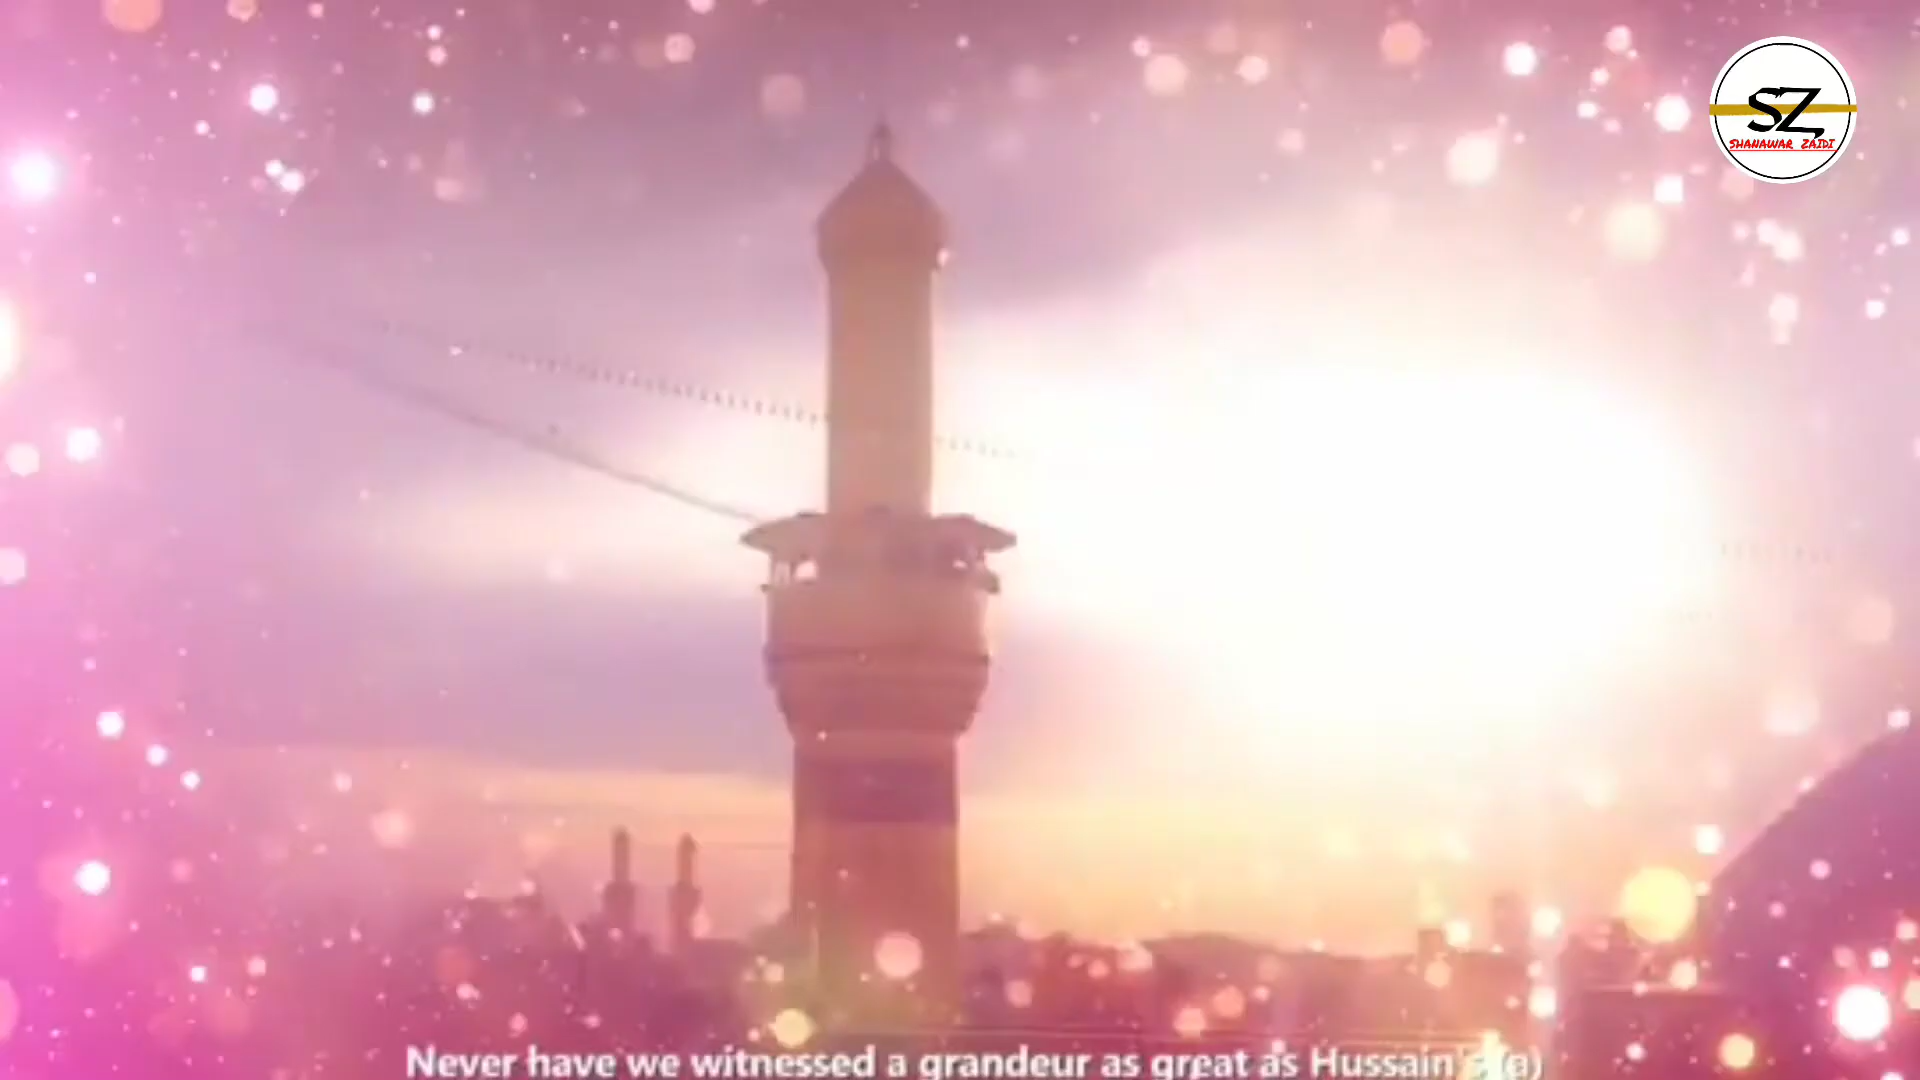 SZ
SHANAWAR ZAIDI
Never have we witnessed a grandeur as great as Hussain's (a)